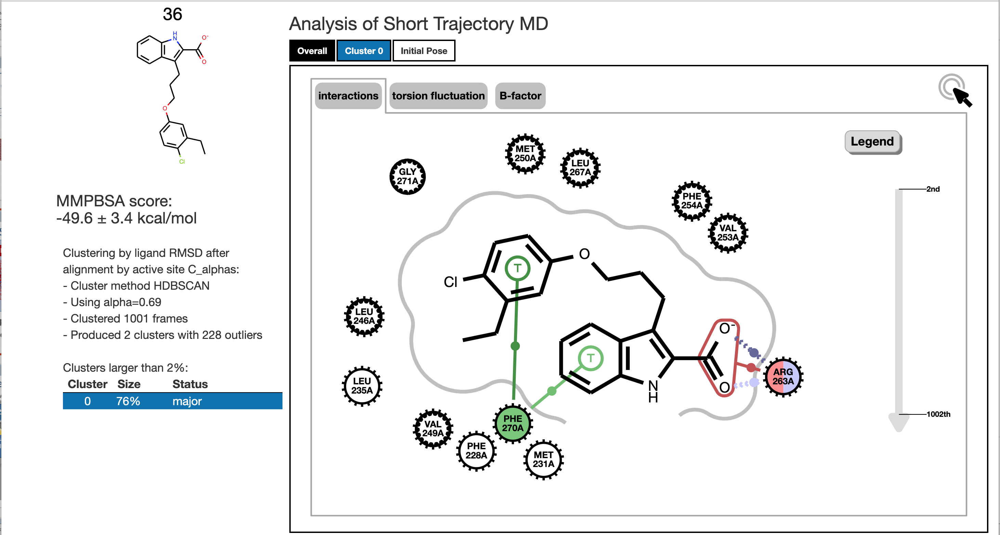 36
H
N
O-
O
O
Cl
MMPBSA score:
-49.6 ± 3.4 kcal/mol
Clustering by ligand RMSD after
alignment by active site C_alphas:
- Cluster method HDBSCAN
- Using alpha=0.69
- Clustered 1001 frames
- Produced 2 clusters with 228 outliers
Clusters larger than 2%:
Cluster Size Status
0 76% major
Analysis of Short Trajectory MD
Overall Cluster 0 Initial Pose
interactions torsion fluctuation B-factor
Legend
2nd
1002th
MET
250A
LEU
267A
GLY
271A
PHE
254A
VAL
253A
O
T
Cl
LEU
246A
O-
T
ARG
263A
O
N
H
LEU
235A
VAL
249A
PHE
270A
PHE
228A
MET
231A